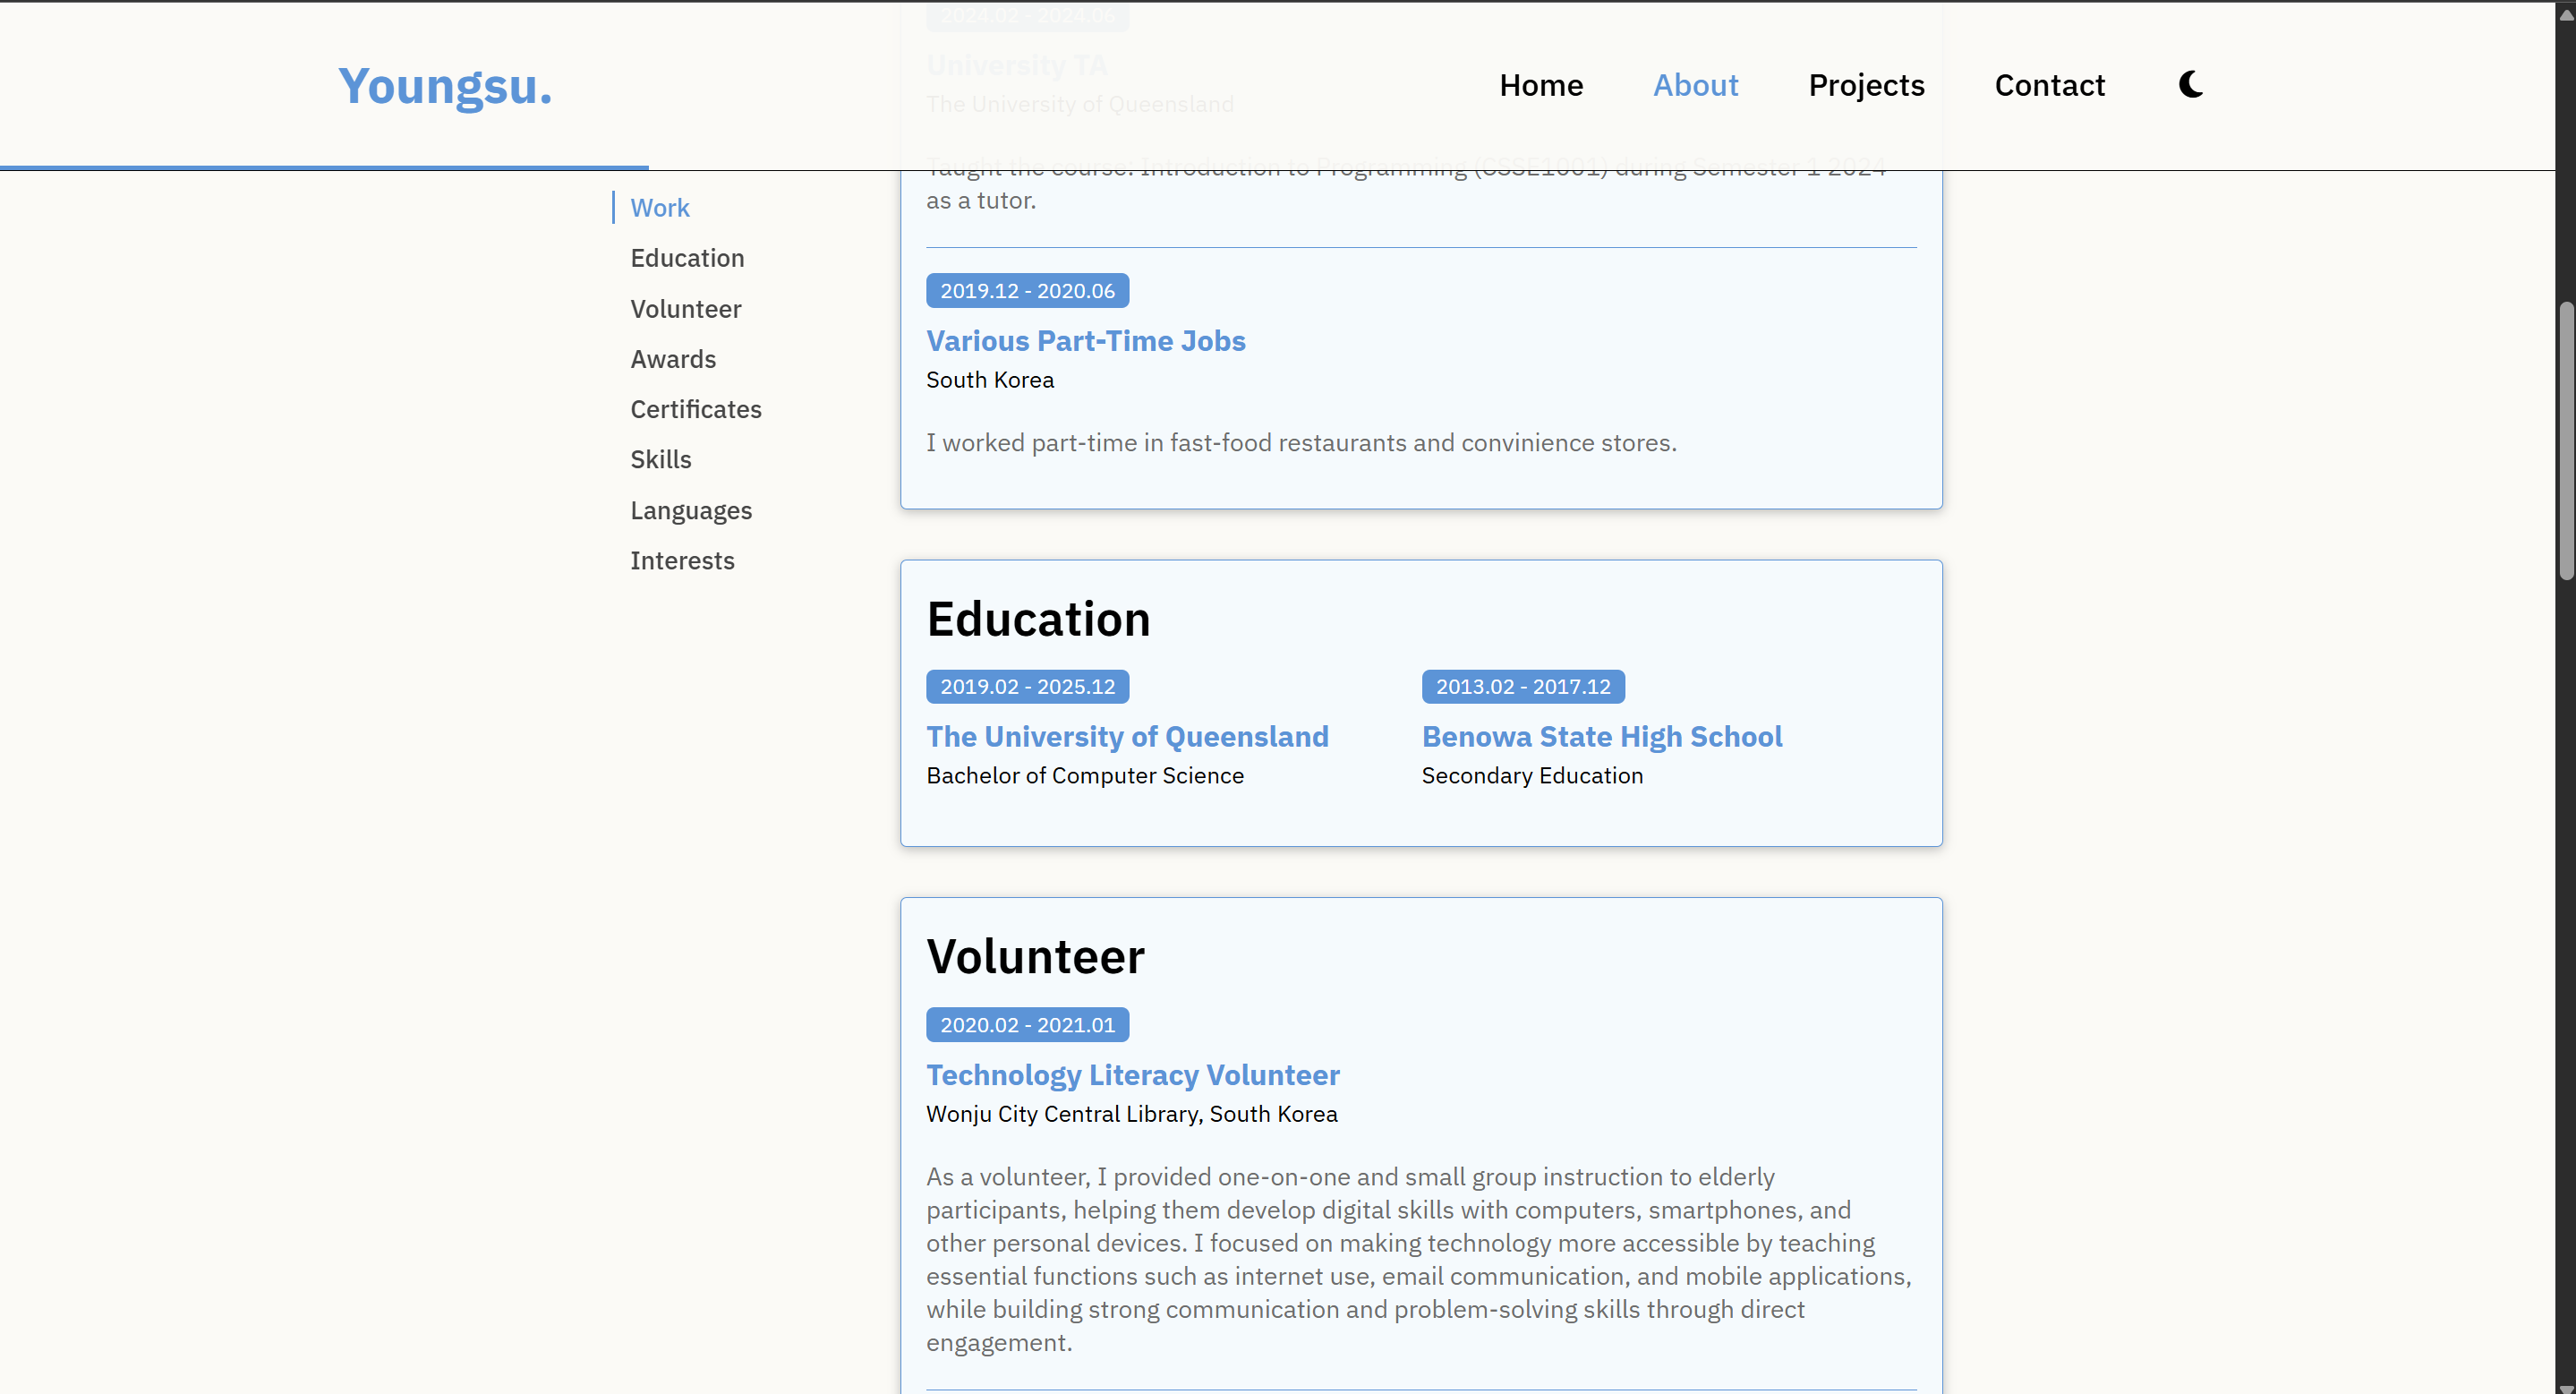 2024.02 - 2024.06
University TA
The University of Queensland
Youngsu.
Home
About
Projects
Contact
Taught the course: Introduction to Programming (CSSE1001) during Semester 1 2024
as a tutor.
Work
Education
Volunteer
Awards
Certificates
Skills
Languages
Interests
2019.12 - 2020.06
Various Part-Time Jobs
South Korea
I worked part-time in fast-food restaurants and convinience stores.
Education
2019.02 - 2025.12
The University of Queensland
Bachelor of Computer Science
2013.02 - 2017.12
Benowa State High School
Secondary Education
Volunteer
2020.02 - 2021.01
Technology Literacy Volunteer
Wonju City Central Library, South Korea
As a volunteer, I provided one-on-one and small group instruction to elderly
participants, helping them develop digital skills with computers, smartphones, and
other personal devices. I focused on making technology more accessible by teaching
essential functions such as internet use, email communication, and mobile applications,
while building strong communication and problem-solving skills through direct
engagement.